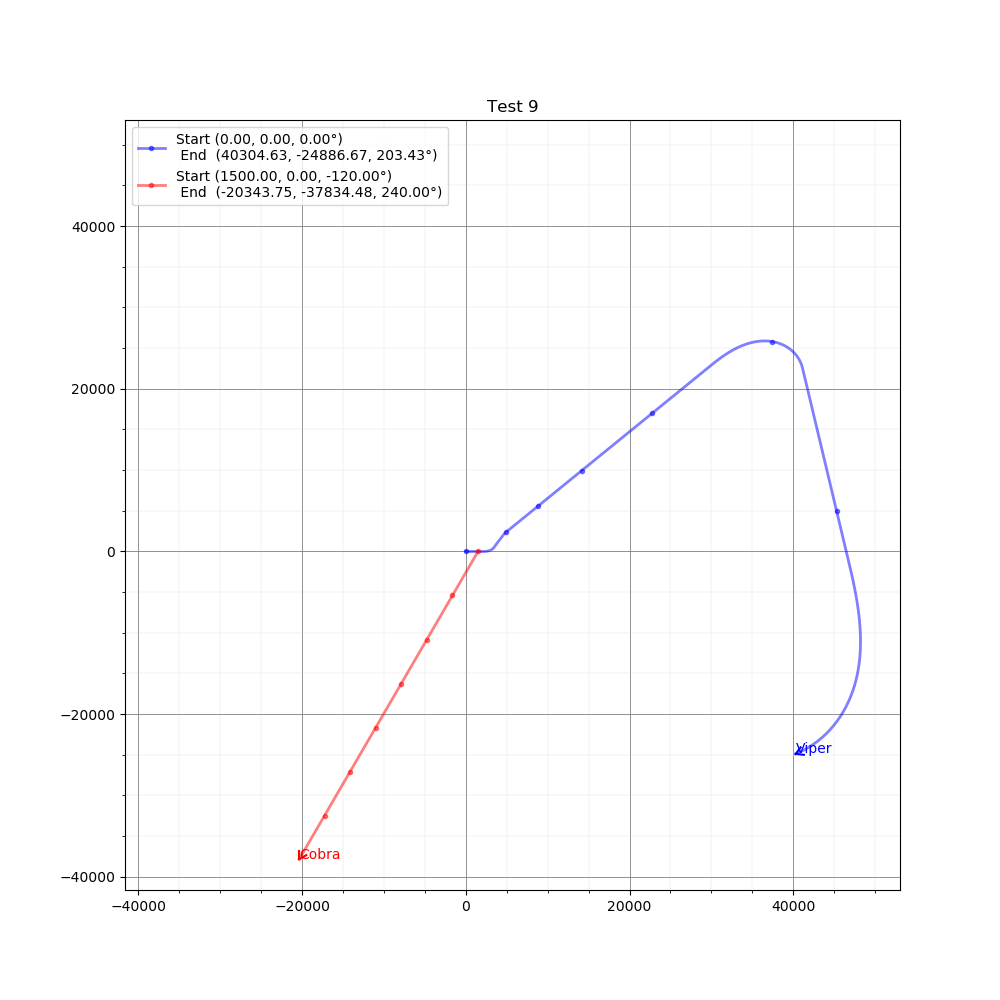 Test 9
Start (0.00, 0.00, 0.00°)
End (40304.63, -24886.67, 203.43°)
Start (1500.00, 0.00, -120.00°)
End (-20343.75, -37834.48, 240.00°)
40000
20000
0
−20000
−40000
Viper
Cobra
−40000
−20000
0
20000
40000